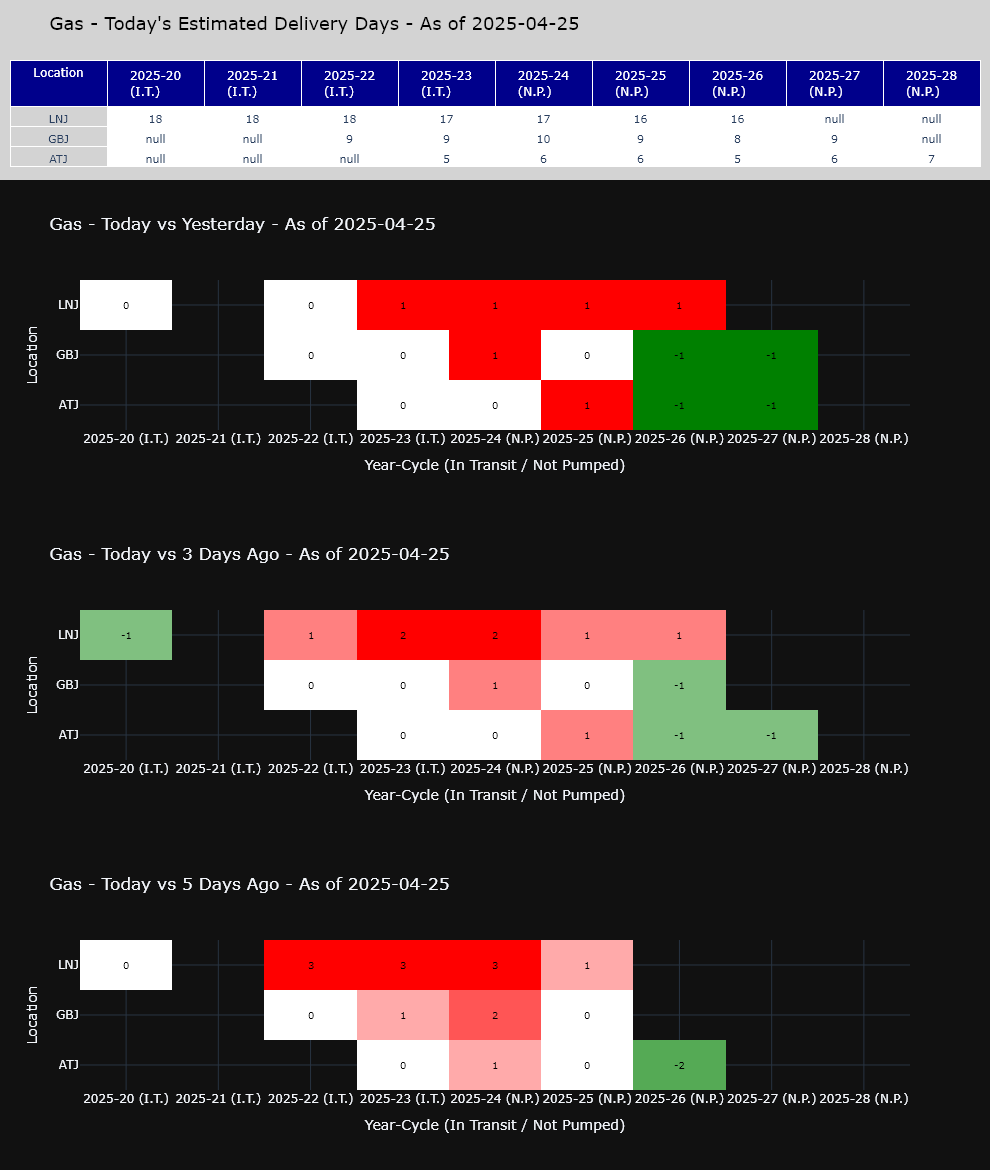 Gas - Today's Estimated Delivery Days - As of 2025-04-25
Location 2025-20 (I.T.) 2025-21 (I.T.) 2025-22 (I.T.) 2025-23 (I.T.) 2025-24 (N.P.) 2025-25 (N.P.) 2025-26 (N.P.) 2025-27 (N.P.) 2025-28 (N.P.)
LNJ 18 18 18 17 17 16 16 null null
GBJ null null 9 9 10 9 8 9 null
ATJ null null null 5 6 6 5 6 7
Gas - Today vs Yesterday - As of 2025-04-25
Location
LNJ 0 0 1 1 1 1
GBJ 0 0 1 0 -1 -1
ATJ 0 0 1 -1 -1
2025-20 (I.T.) 2025-21 (I.T.) 2025-22 (I.T.) 2025-23 (I.T.) 2025-24 (N.P.) 2025-25 (N.P.) 2025-26 (N.P.) 2025-27 (N.P.) 2025-28 (N.P.)
Year-Cycle (In Transit / Not Pumped)
Gas - Today vs 3 Days Ago - As of 2025-04-25
Location
LNJ -1 1 2 2 1 1
GBJ 0 0 1 0 -1
ATJ 0 0 1 -1 -1
2025-20 (I.T.) 2025-21 (I.T.) 2025-22 (I.T.) 2025-23 (I.T.) 2025-24 (N.P.) 2025-25 (N.P.) 2025-26 (N.P.) 2025-27 (N.P.) 2025-28 (N.P.)
Year-Cycle (In Transit / Not Pumped)
Gas - Today vs 5 Days Ago - As of 2025-04-25
Location
LNJ 0 3 3 3 1
GBJ 0 1 2 0
ATJ 0 1 0 -2
2025-20 (I.T.) 2025-21 (I.T.) 2025-22 (I.T.) 2025-23 (I.T.) 2025-24 (N.P.) 2025-25 (N.P.) 2025-26 (N.P.) 2025-27 (N.P.) 2025-28 (N.P.)
Year-Cycle (In Transit / Not Pumped)